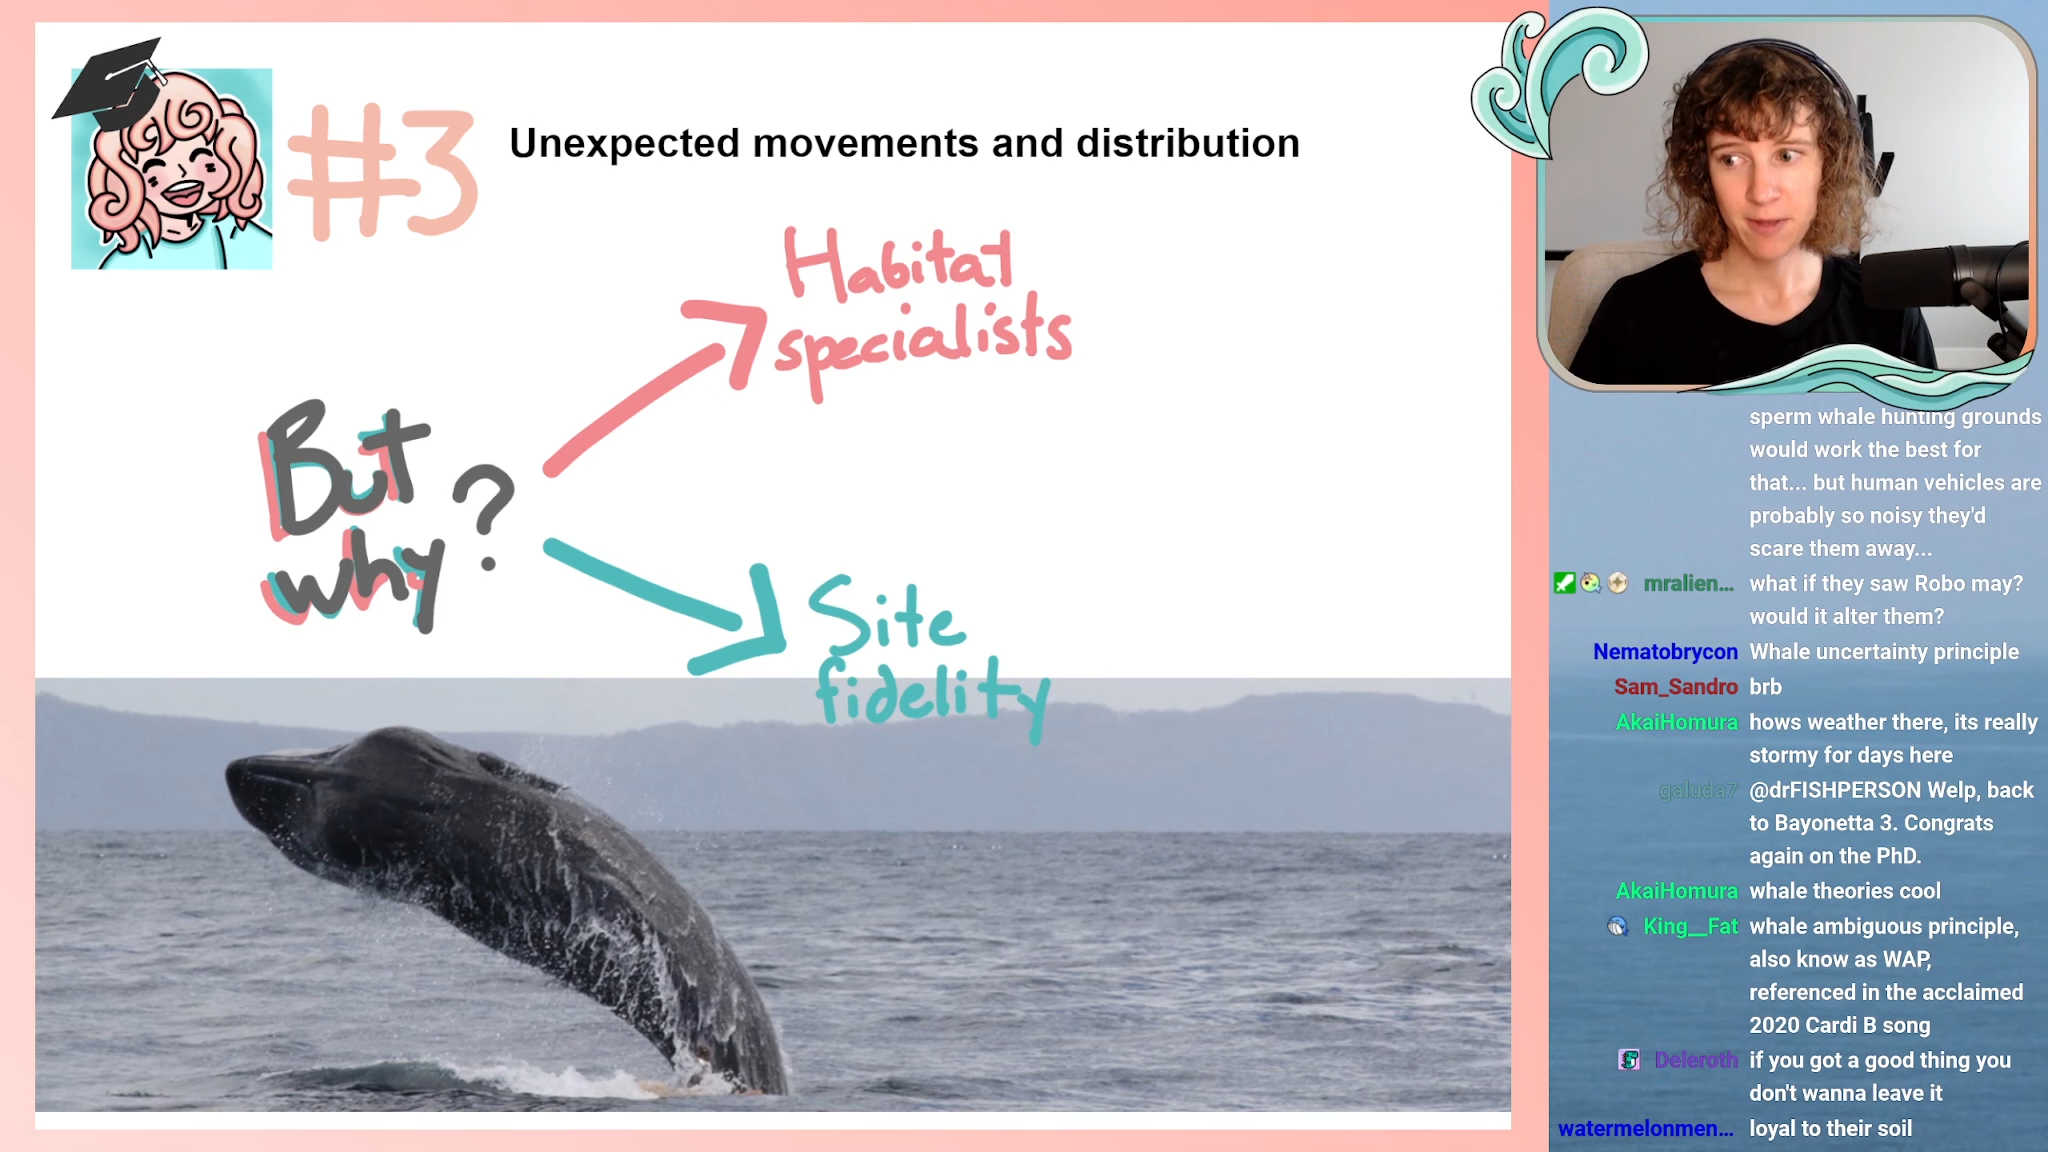 #3
Unexpected movements and distribution
Habitat
specialists
But
why?
Site
fidelity
sperm whale hunting grounds
would work the best for
that... but human vehicles are
probably so noisy they'd
scare them away...
mralien... what if they saw Robo may?
would it alter them?
Nematobrycon Whale uncertainty principle
Sam_Sandro brb
AkaiHomura hows weather there, its really
stormy for days here
galuda7 @drFISHPERSON Welp, back
to Bayonetta 3. Congrats
again on the PhD.
AkaiHomura whale theories cool
King__Fat whale ambiguous principle,
also know as WAP,
referenced in the acclaimed
2020 Cardi B song
Deleroth if you got a good thing you
don't wanna leave it
watermelonmen... loyal to their soil